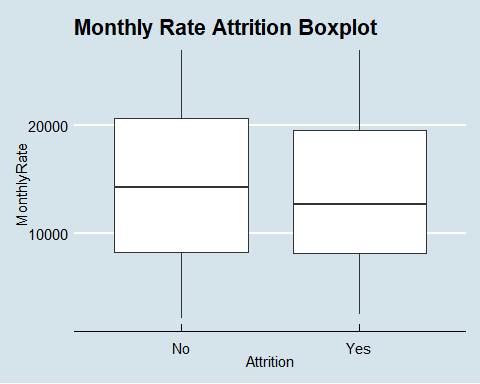 Monthly Rate Attrition Boxplot
MonthlyRate
20000
10000
No Yes
Attrition